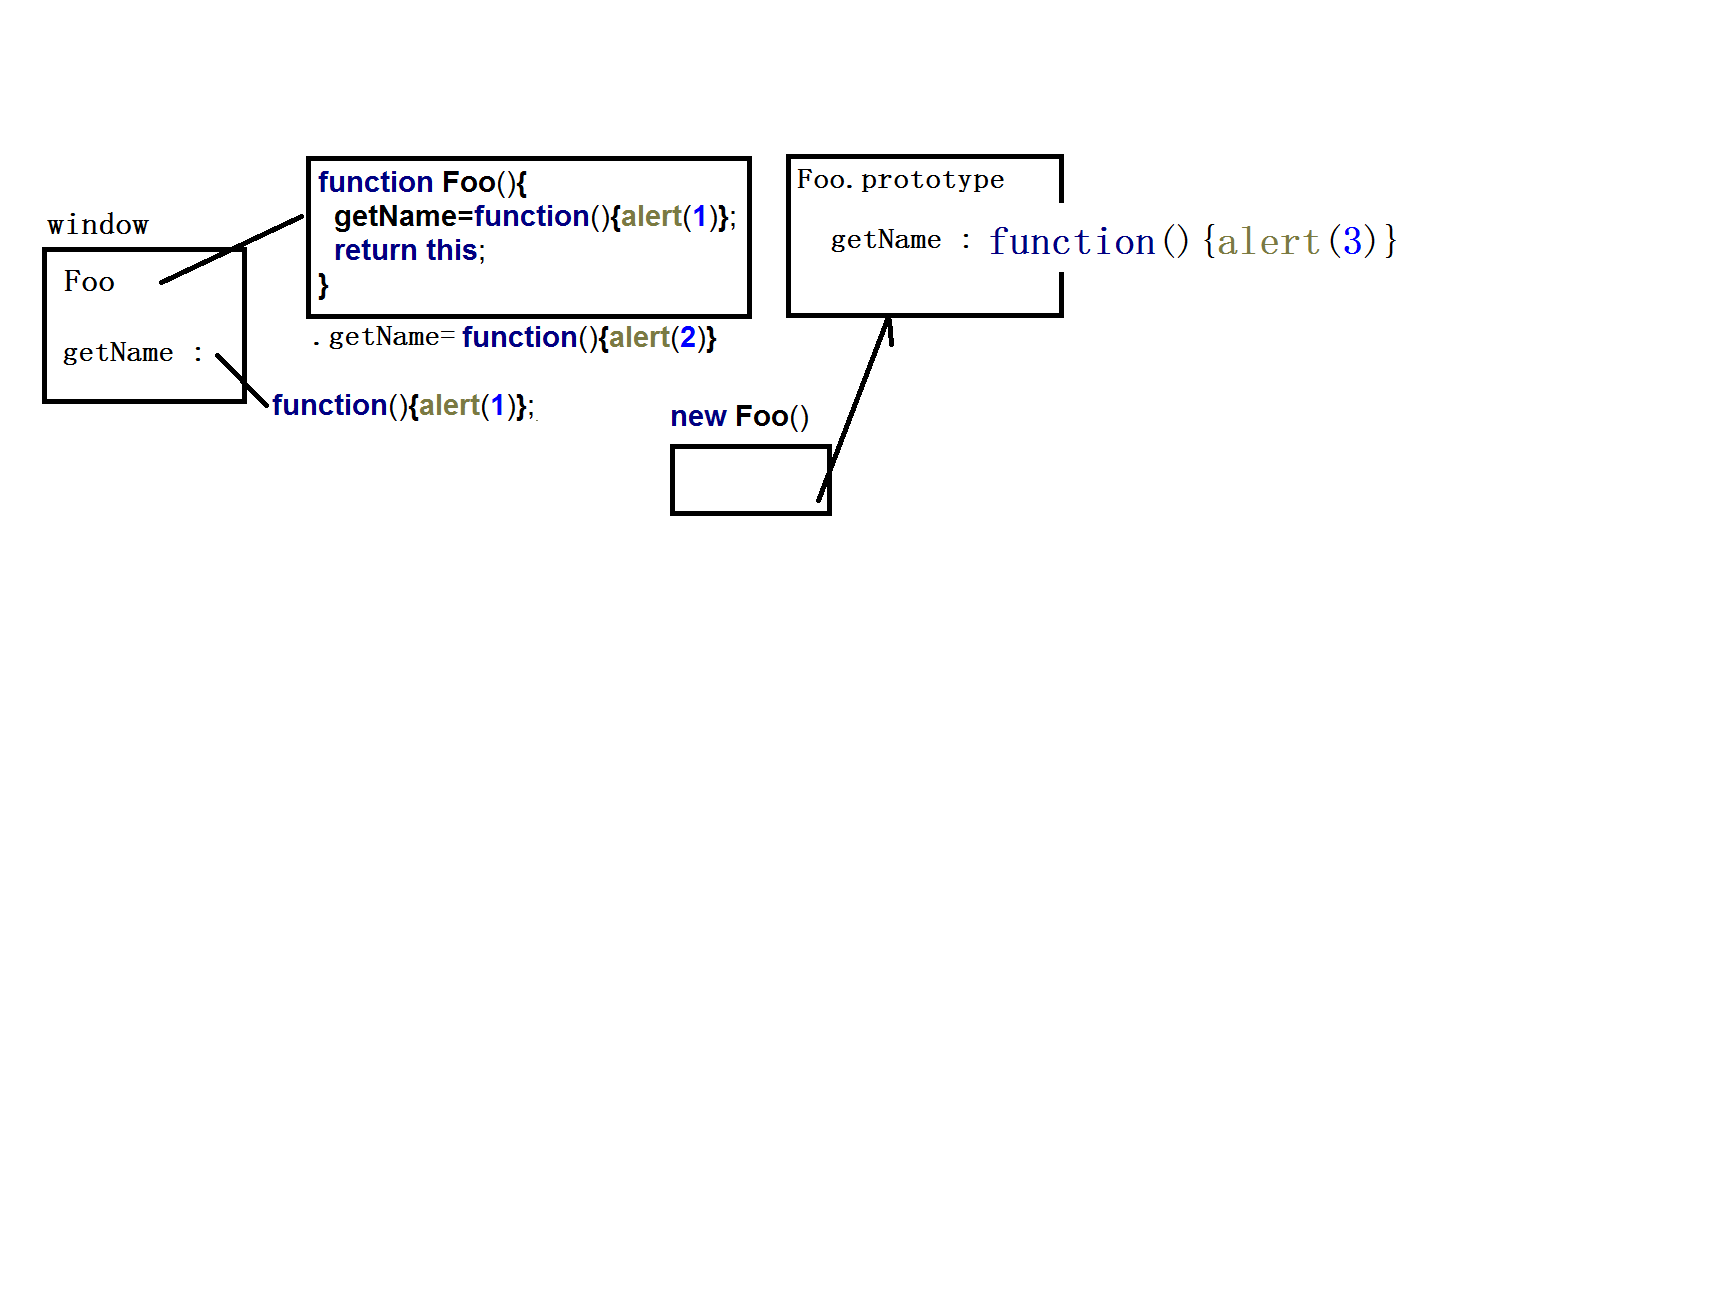 window
Foo
getName :
function(){alert(1)};
function Foo(){
getName=function(){alert(1)};
return this;
}
.getName= function(){alert(2)}
new Foo()
Foo.prototype
getName : function(){alert(3)}